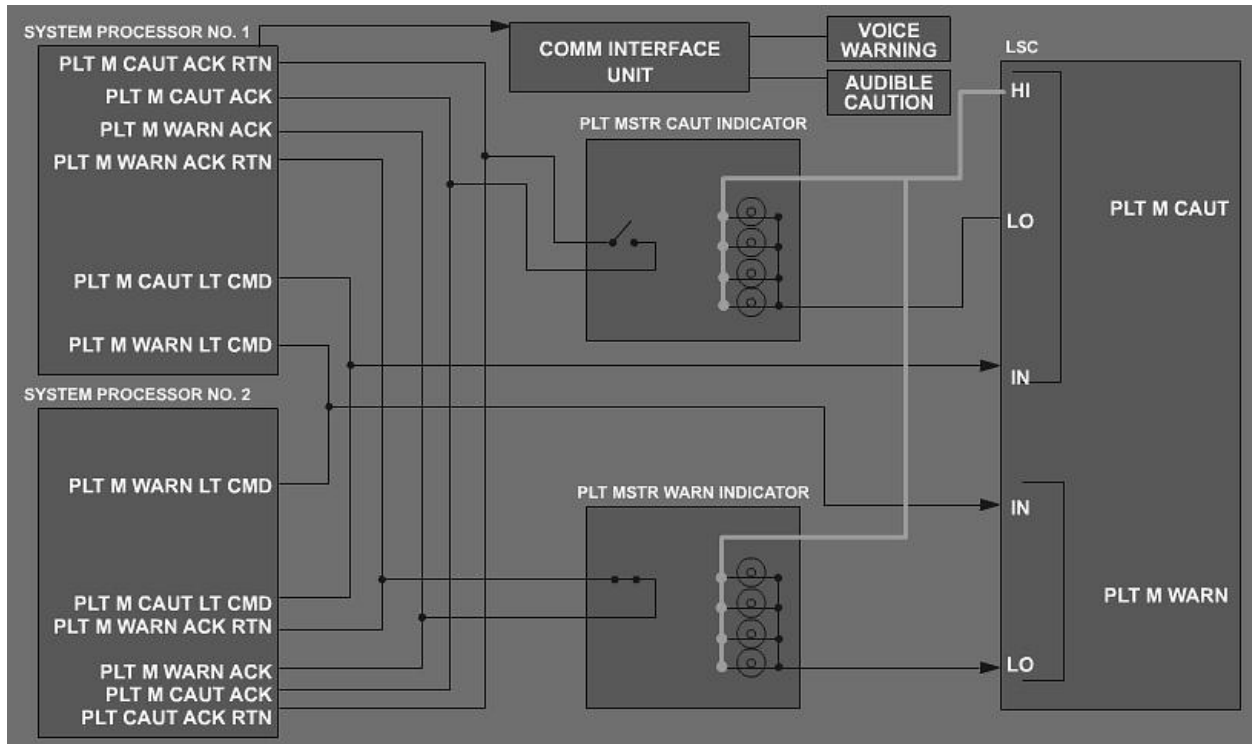 SYSTEM PROCESSOR NO. 1
PLT M CAUT ACK RTN
PLT M CAUT ACK
PLT M WARN ACK
PLT M WARN ACK RTN
PLT M CAUT LT CMD
PLT M WARN LT CMD
SYSTEM PROCESSOR NO. 2
PLT M WARN LT CMD
PLT M CAUT LT CMD
PLT M WARN ACK RTN
PLT M WARN ACK
PLT M CAUT ACK
PLT CAUT ACK RTN
COMM INTERFACE
UNIT
VOICE
WARNING
AUDIBLE
CAUTION
PLT MSTR CAUT INDICATOR
PLT MSTR WARN INDICATOR
LSC
HI
LO
IN
PLT M CAUT
IN
LO
PLT M WARN